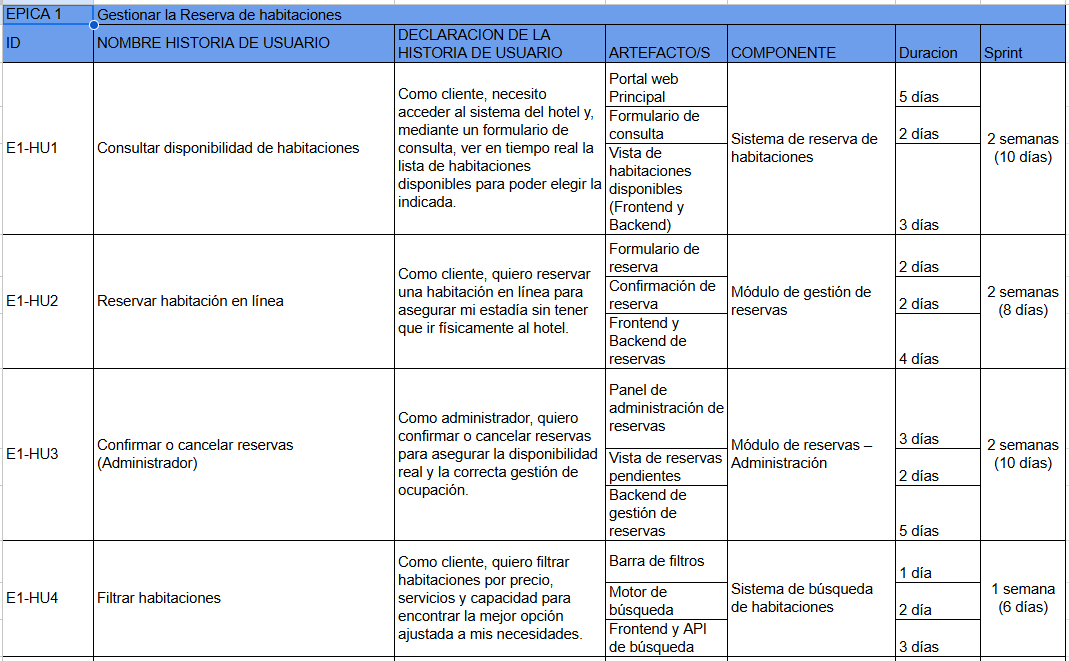 EPICA 1 Gestionar la Reserva de habitaciones
ID NOMBRE HISTORIA DE USUARIO DECLARACION DE LA
HISTORIA DE USUARIO ARTEFACTO/S COMPONENTE Duracion Sprint
E1-HU1
Consultar disponibilidad de habitaciones
Como cliente, necesito
acceder al sistema del hotel y,
mediante un formulario de
consulta, ver en tiempo real la
lista de habitaciones
disponibles para poder elegir la
indicada.
Portal web
Principal
Formulario de
consulta
Vista de
habitaciones
disponibles
(Frontend y
Backend)
Sistema de reserva de
habitaciones
5 días
2 días
3 días
2 semanas
(10 días)
E1-HU2
Reservar habitación en línea
Como cliente, quiero reservar
una habitación en línea para
asegurar mi estadía sin tener
que ir físicamente al hotel.
Formulario de
reserva
Confirmación de
reserva
Frontend y
Backend de
reservas
Módulo de gestión de
reservas
2 días
2 días
4 días
2 semanas
(8 días)
E1-HU3
Confirmar o cancelar reservas
(Administrador)
Como administrador, quiero
confirmar o cancelar reservas
para asegurar la disponibilidad
real y la correcta gestión de
ocupación.
Panel de
administración de
reservas
Vista de reservas
pendientes
Backend de
gestión de
reservas
Módulo de reservas –
Administración
3 días
2 días
5 días
2 semanas
(10 días)
E1-HU4
Filtrar habitaciones
Como cliente, quiero filtrar
habitaciones por precio,
servicios y capacidad para
encontrar la mejor opción
ajustada a mis necesidades.
Barra de filtros
Motor de
búsqueda
Frontend y API
de búsqueda
Sistema de búsqueda
de habitaciones
1 día
2 día
3 días
1 semana
(6 días)